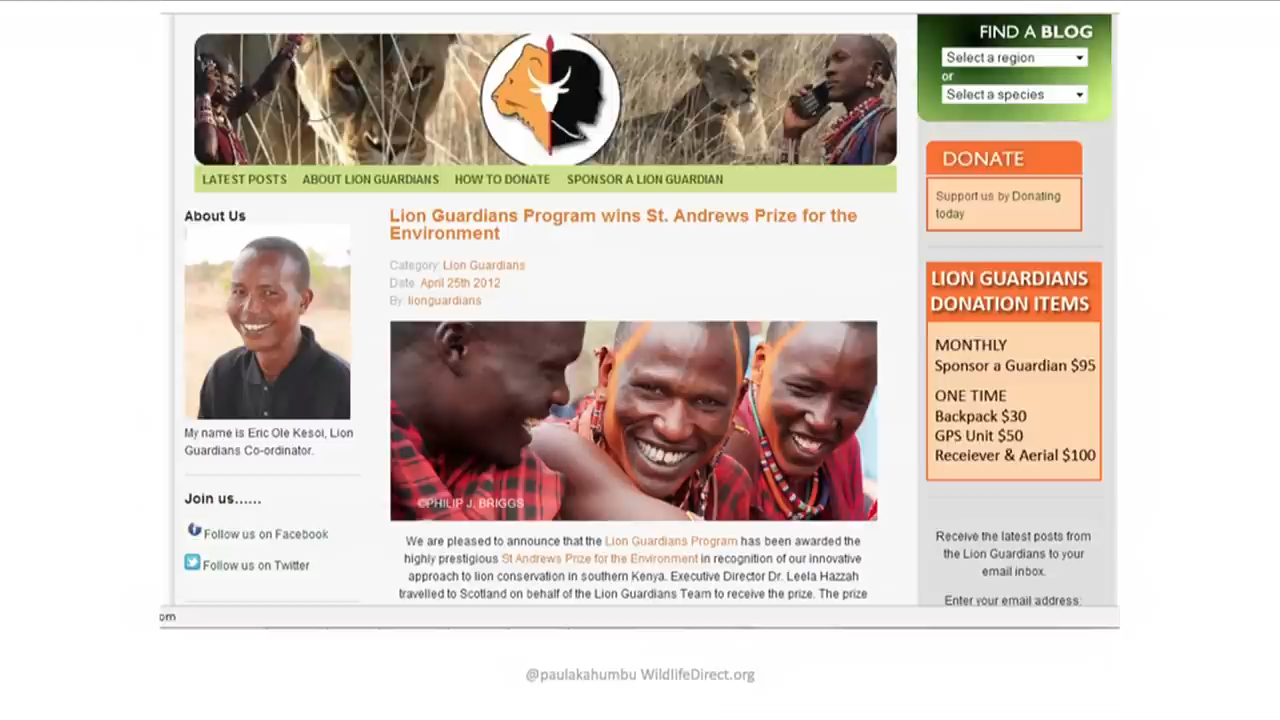 FIND A BLOG
Select a region
or
Select a species
LATEST POSTS ABOUT LION GUARDIANS HOW TO DONATE SPONSOR A LION GUARDIAN
DONATE
Support us by Donating
today
About Us
My name is Eric Ole Kesoi, Lion
Guardians Co-ordinator.
Join us......
Follow us on Facebook
Follow us on Twitter
Lion Guardians Program wins St. Andrews Prize for the
Environment
Category: Lion Guardians
Date: April 25th 2012
By: lionguardians
©PHILIP J. BRIGGS
We are pleased to announce that the Lion Guardians Program has been awarded the
highly prestigious St Andrews Prize for the Environment in recognition of our innovative
approach to lion conservation in southern Kenya. Executive Director Dr. Leela Hazzah
travelled to Scotland on behalf of the Lion Guardians Team to receive the prize. The prize
LION GUARDIANS
DONATION ITEMS
MONTHLY
Sponsor a Guardian $95
ONE TIME
Backpack $30
GPS Unit $50
Receiever & Aerial $100
Receive the latest posts from
the Lion Guardians to your
email inbox.
Enter your email address:
om
@paulakahumbu WildlifeDirect.org